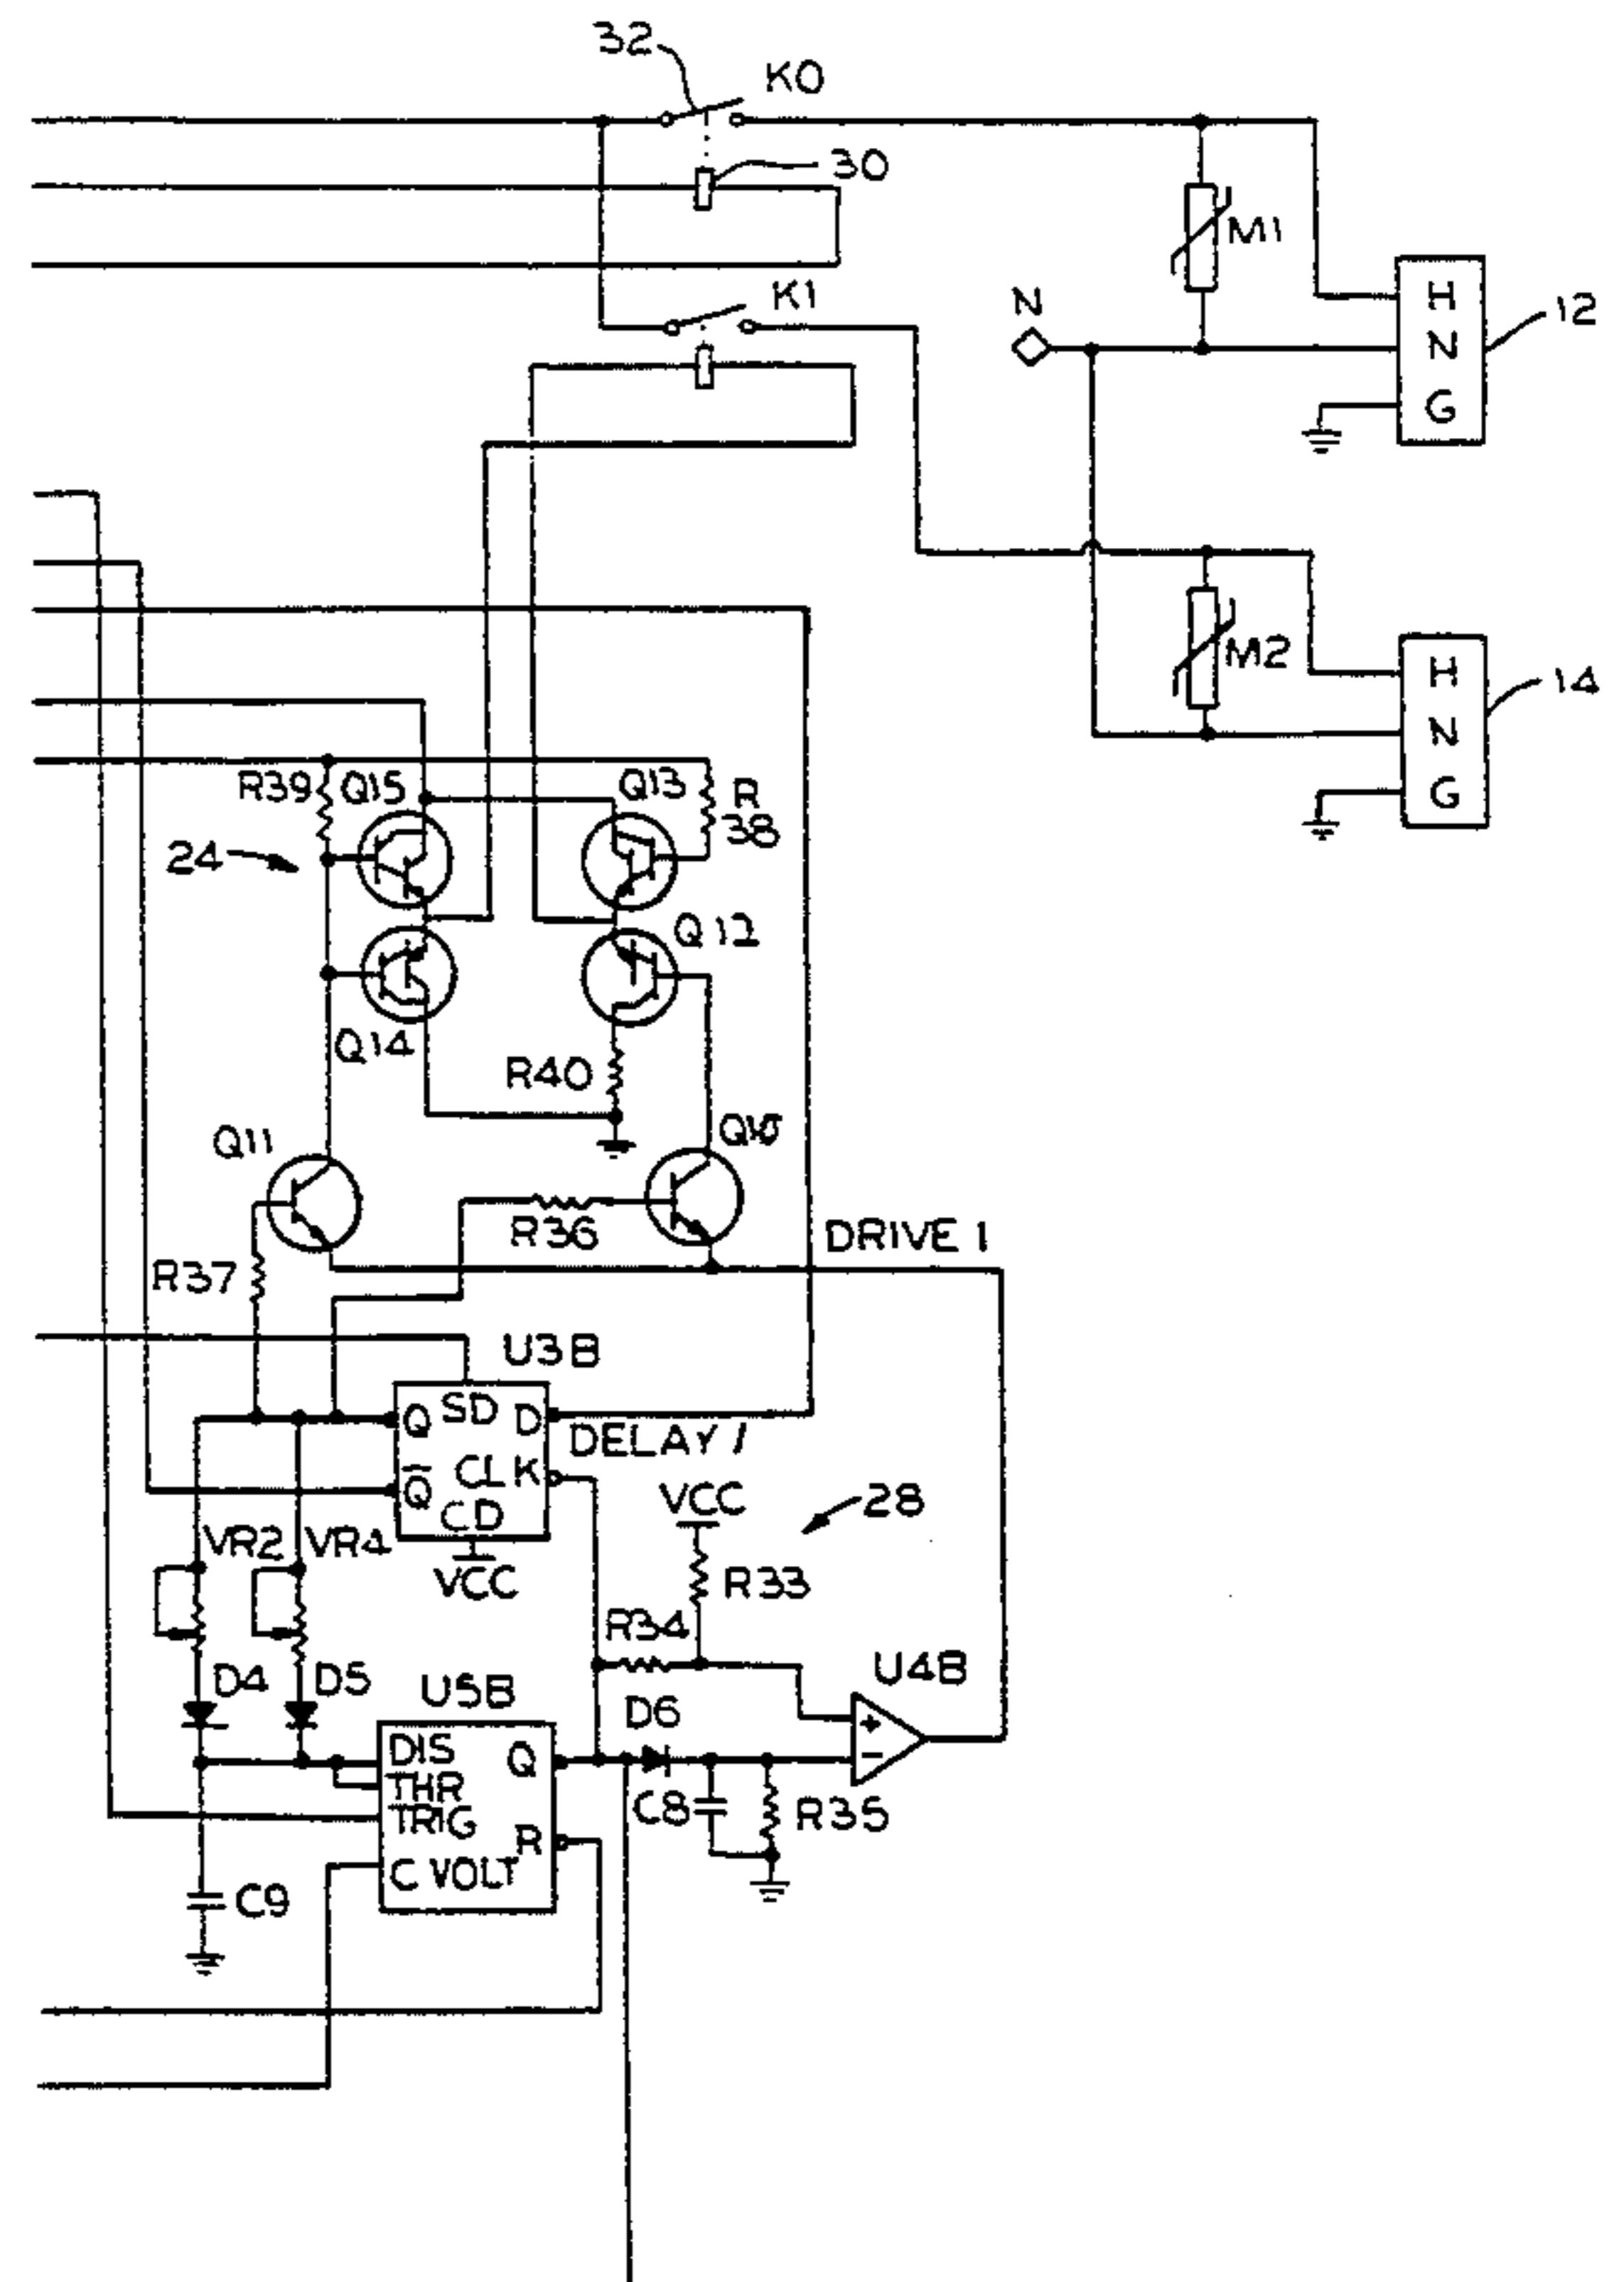 32
K0
30
M1
K1
N
H
N
G
12
M2
H
N
G
14
R39
Q15
Q13
R
38
24
Q12
Q14
R40
Q11
R36
DRIVE 1
R37
U3B
Q
SD
D
DELAY 1
Q̅
CLK
CD
VCC
VCC
28
VR2
VR4
R33
R34
U4B
D4
D5
U5B
D6
+
−
DIS
Q
THR
TRIG
C8
R35
R
C VOLT
C9